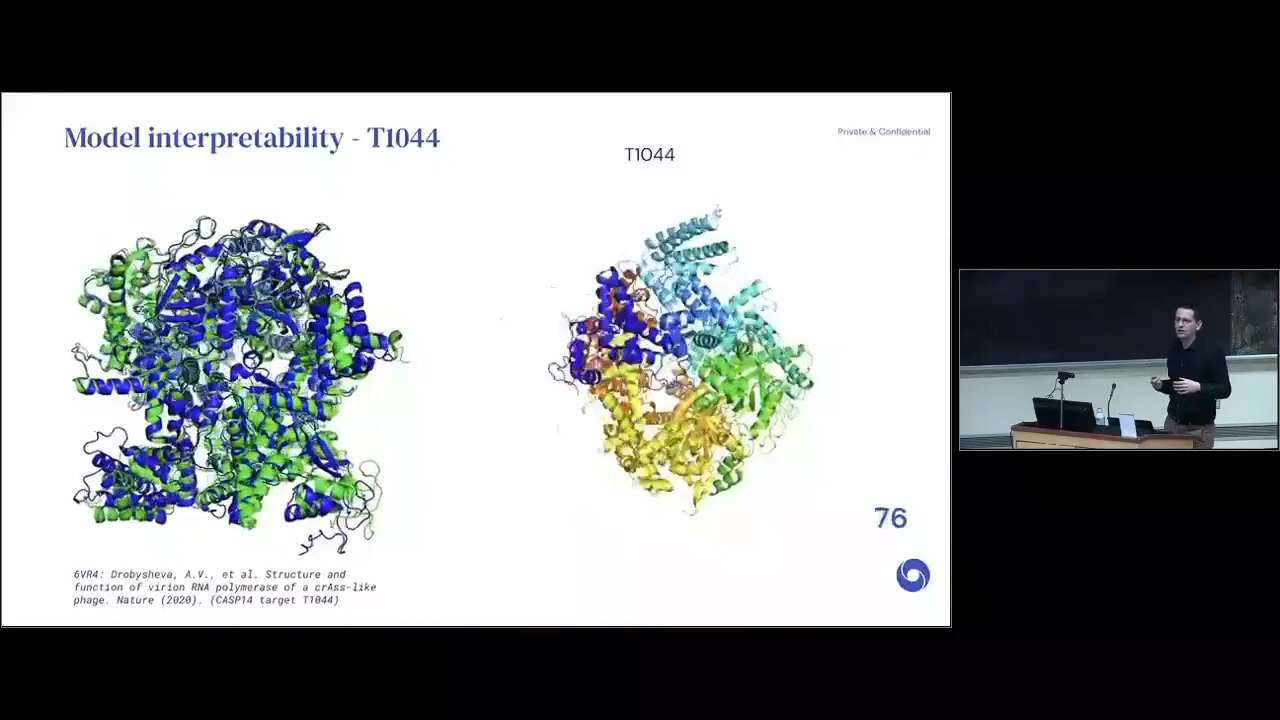 Model interpretability - T1044
Private & Confidential
T1044
76
6VR4: Drobysheva, A.V., et al. Structure and
function of virion RNA polymerase of a crAss-like
phage. Nature (2020). (CASP14 target T1044)